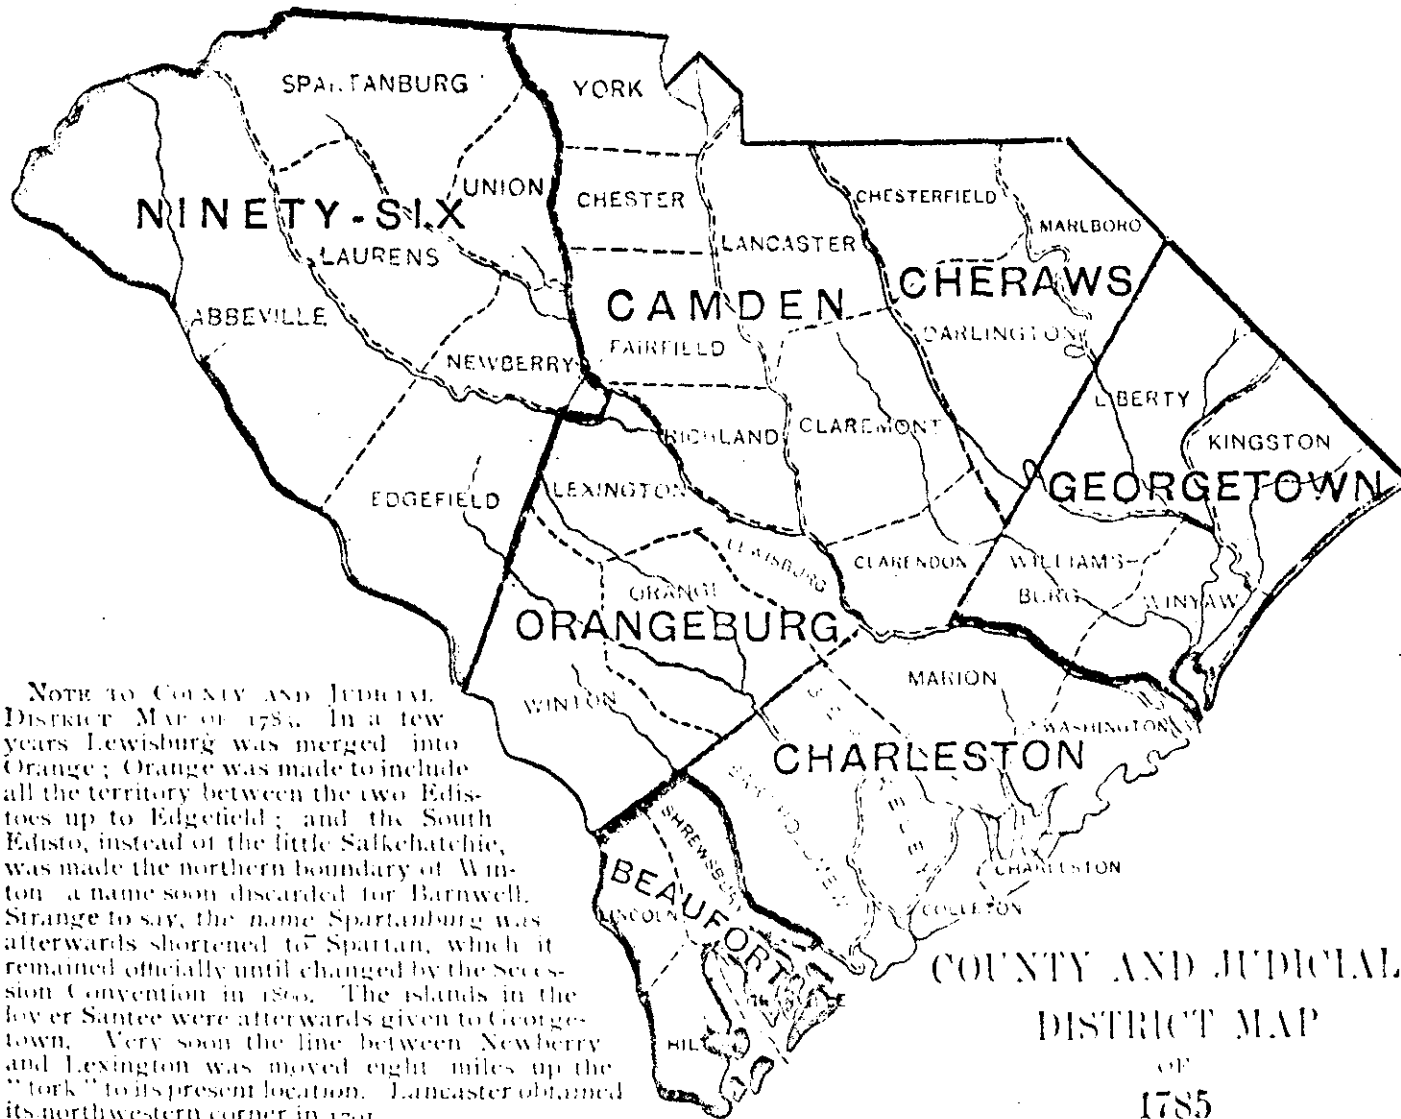 SPARTANBURG
YORK
UNION
CHESTER
CHESTERFIELD
MARLBORO
NINETY-SIX
LAURENS
LANCASTER
CHERAWS
CAMDEN
ABBEVILLE
DARLINGTON
NEWBERRY
FAIRFIELD
LIBERTY
RICHLAND
CLAREMONT
KINGSTON
EDGEFIELD
LEXINGTON
GEORGETOWN
LEWISBURG
CLARENDON
WILLIAMS-
BURG
WINYAW
ORANGE
ORANGEBURG
WINTON
MARION
WASHINGTON
CHARLESTON
BERKELEY
SHREWSBURY
BEAUFORT
LINCOLN
CHARLESTON
COLLETON
HIL
NOTE TO COUNTY AND JUDICIAL
DISTRICT MAP OF 1785. In a few
years Lewisburg was merged into
Orange; Orange was made to include
all the territory between the two Edis-
toes up to Edgefield; and the South
Edisto, instead of the little Salkehatchie,
was made the northern boundary of Win-
ton a name soon discarded for Barnwell.
Strange to say, the name Spartanburg was
afterwards shortened to Spartan, which it
remained officially until changed by the Seces-
sion Convention in 1860. The islands in the
lower Santee were afterwards given to George-
town. Very soon the line between Newberry
and Lexington was moved eight miles up the
"fork" to its present location. Lancaster obtained
its northwestern corner in
COUNTY AND JUDICIAL
DISTRICT MAP
OF
1785